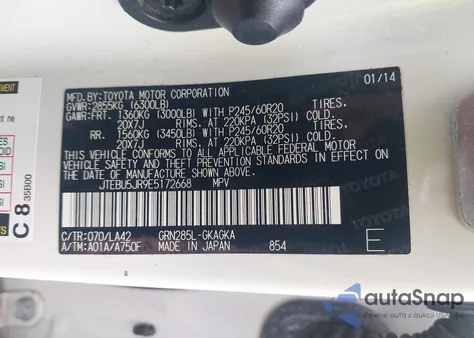 MFD.BY:TOYOTA MOTOR CORPORATION 01/14
GVWR:2855KG (6300LB)
GAWR:FRT. 1360KG (3000LB) WITH P245/60R20 TIRES,
20X7J RIMS, AT 220KPA (32PSI) COLD.
RR. 1560KG (3450LB) WITH P245/60R20 TIRES,
20X7J RIMS, AT 220KPA (32PSI) COLD.
THIS VEHICLE CONFORMS TO ALL APPLICABLE FEDERAL MOTOR
VEHICLE SAFETY AND THEFT PREVENTION STANDARDS IN EFFECT ON
THE DATE OF MANUFACTURE SHOWN ABOVE.
JTEBU5JR9E5172668 MPV
C/TR:070/LA42 GRN285L-GKAGKA
A/TM:A01A/A750F MADE IN JAPAN 854 E
C 8
35B00
autoSnap